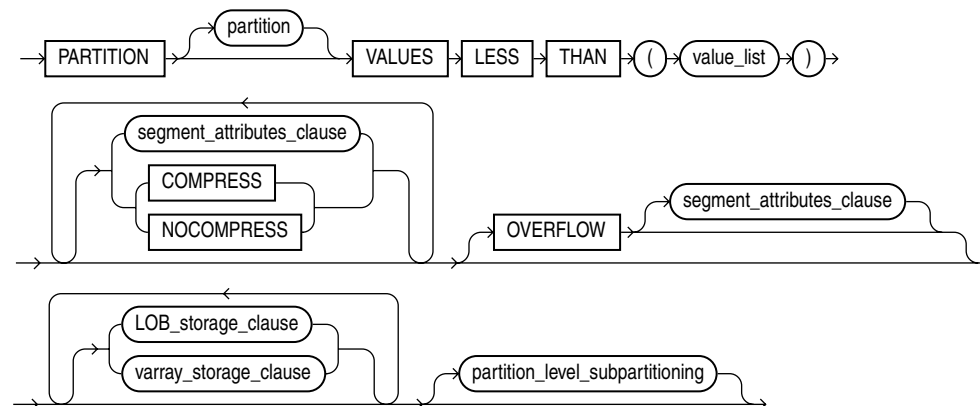 partition
PARTITION VALUES LESS THAN ( value_list )
segment_attributes_clause
COMPRESS
NOCOMPRESS
segment_attributes_clause
OVERFLOW
LOB_storage_clause
varray_storage_clause
partition_level_subpartitioning